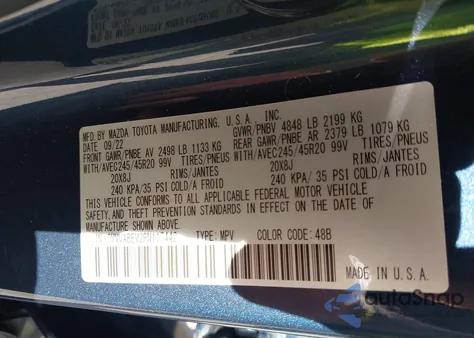 MFD. BY MAZDA TOYOTA MANUFACTURING, U.S.A., INC.
DATE 09/22 GVWR/PNBV 4848 LB 2199 KG
FRONT GAWR/PNBE AV 2498 LB 1133 KG REAR GAWR/PNBE AR 2379 LB 1079 KG
WITH/AVEC245/45R20 99V TIRES/PNEUS WITH/AVEC245/45R20 99V TIRES/PNEUS
20X8J RIMS/JANTES 20X8J RIMS/JANTES
240 KPA/ 35 PSI COLD/A FROID 240 KPA/ 35 PSI COLD/A FROID
THIS VEHICLE CONFORMS TO ALL APPLICABLE FEDERAL MOTOR VEHICLE
SAFETY, AND THEFT PREVENTION STANDARDS IN EFFECT ON THE DATE OF
MANUFACTURE SHOWN ABOVE.
TYPE: MPV COLOR CODE: 48B
MADE IN U.S.A.
autoSnap